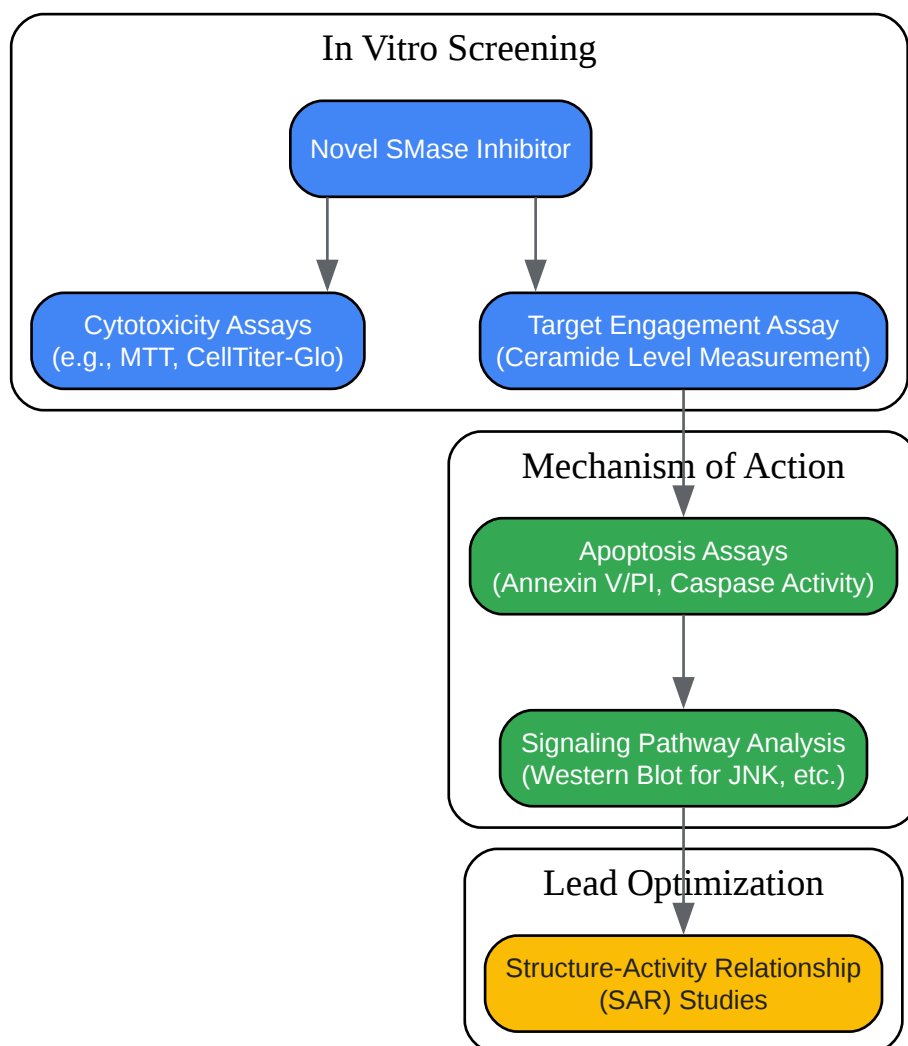 In Vitro Screening
Novel SMase Inhibitor
Cytotoxicity Assays
(e.g., MTT, CellTiter-Glo)
Target Engagement Assay
(Ceramide Level Measurement)
Mechanism of Action
Apoptosis Assays
(Annexin V/PI, Caspase Activity)
Signaling Pathway Analysis
(Western Blot for JNK, etc.)
Lead Optimization
Structure-Activity Relationship
(SAR) Studies